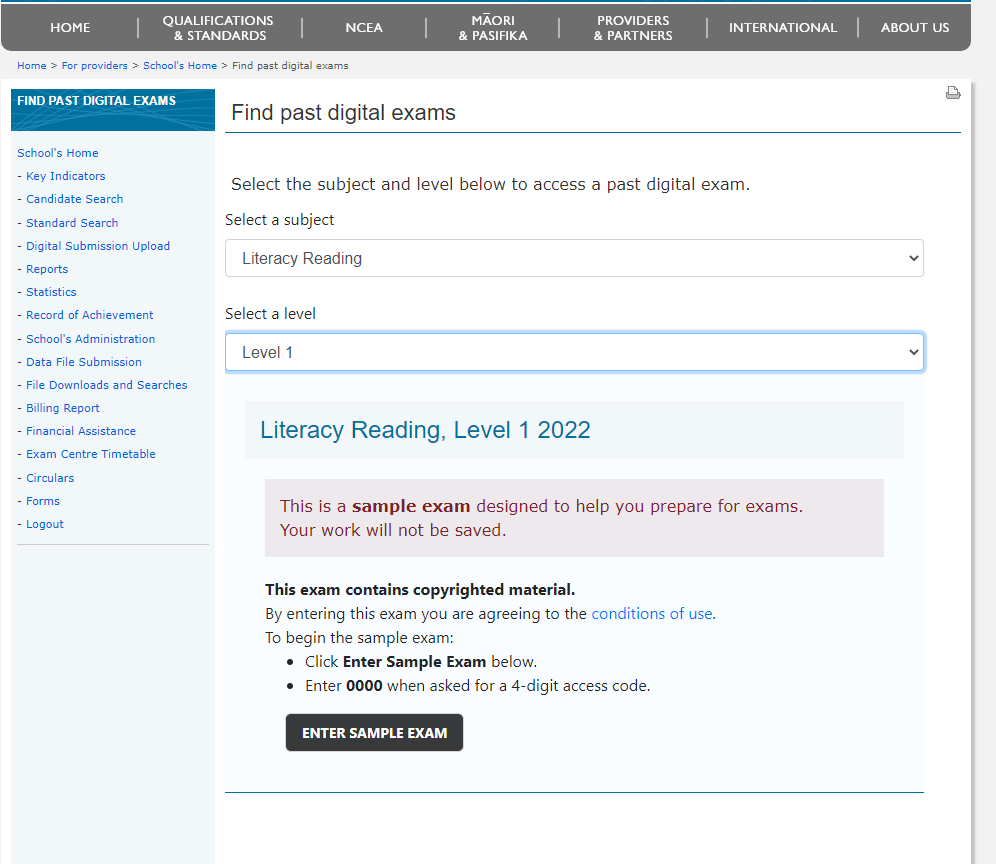 HOME
QUALIFICATIONS
& STANDARDS
NCEA
MĀORI
& PASIFIKA
PROVIDERS
& PARTNERS
INTERNATIONAL
ABOUT US
Home > For providers > School's Home > Find past digital exams
FIND PAST DIGITAL EXAMS
School's Home
- Key Indicators
- Candidate Search
- Standard Search
- Digital Submission Upload
- Reports
- Statistics
- Record of Achievement
- School's Administration
- Data File Submission
- File Downloads and Searches
- Billing Report
- Financial Assistance
- Exam Centre Timetable
- Circulars
- Forms
- Logout
Find past digital exams
Select the subject and level below to access a past digital exam.
Select a subject
Literacy Reading
Select a level
Level 1
Literacy Reading, Level 1 2022
This is a sample exam designed to help you prepare for exams.
Your work will not be saved.
This exam contains copyrighted material.
By entering this exam you are agreeing to the conditions of use.
To begin the sample exam:
• Click Enter Sample Exam below.
• Enter 0000 when asked for a 4-digit access code.
ENTER SAMPLE EXAM